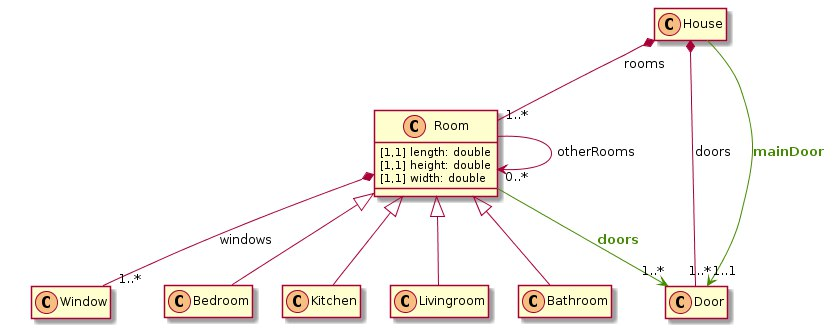 C House
rooms
1..*
C Room
[1,1] length: double
[1,1] height: double
[1,1] width: double
otherRooms
0..*
doors
mainDoor
windows
doors
1..*
1..*
1..*
1..1
C Window
C Bedroom
C Kitchen
C Livingroom
C Bathroom
C Door